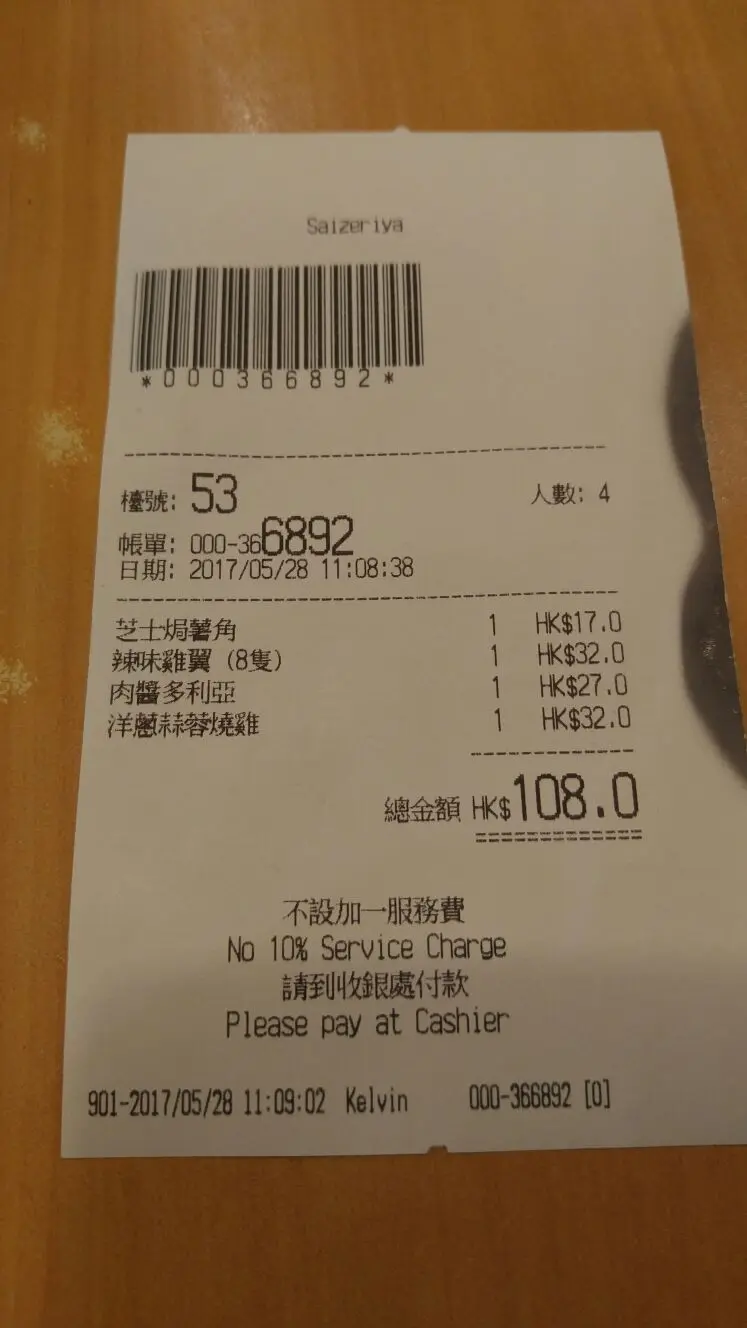 Saizeriya
*000366892*
檯號: 53 人數: 4
帳單: 000-366892
日期: 2017/05/28 11:08:38
芝士焗薯角 1 HK$17.0
辣味雞翼 (8隻) 1 HK$32.0
肉醬多利亞 1 HK$27.0
洋蔥蒜蓉燒雞 1 HK$32.0
總金額 HK$108.0
不設加一服務費
No 10% Service Charge
請到收銀處付款
Please pay at Cashier
901-2017/05/28 11:09:02 Kelvin 000-366892 [0]